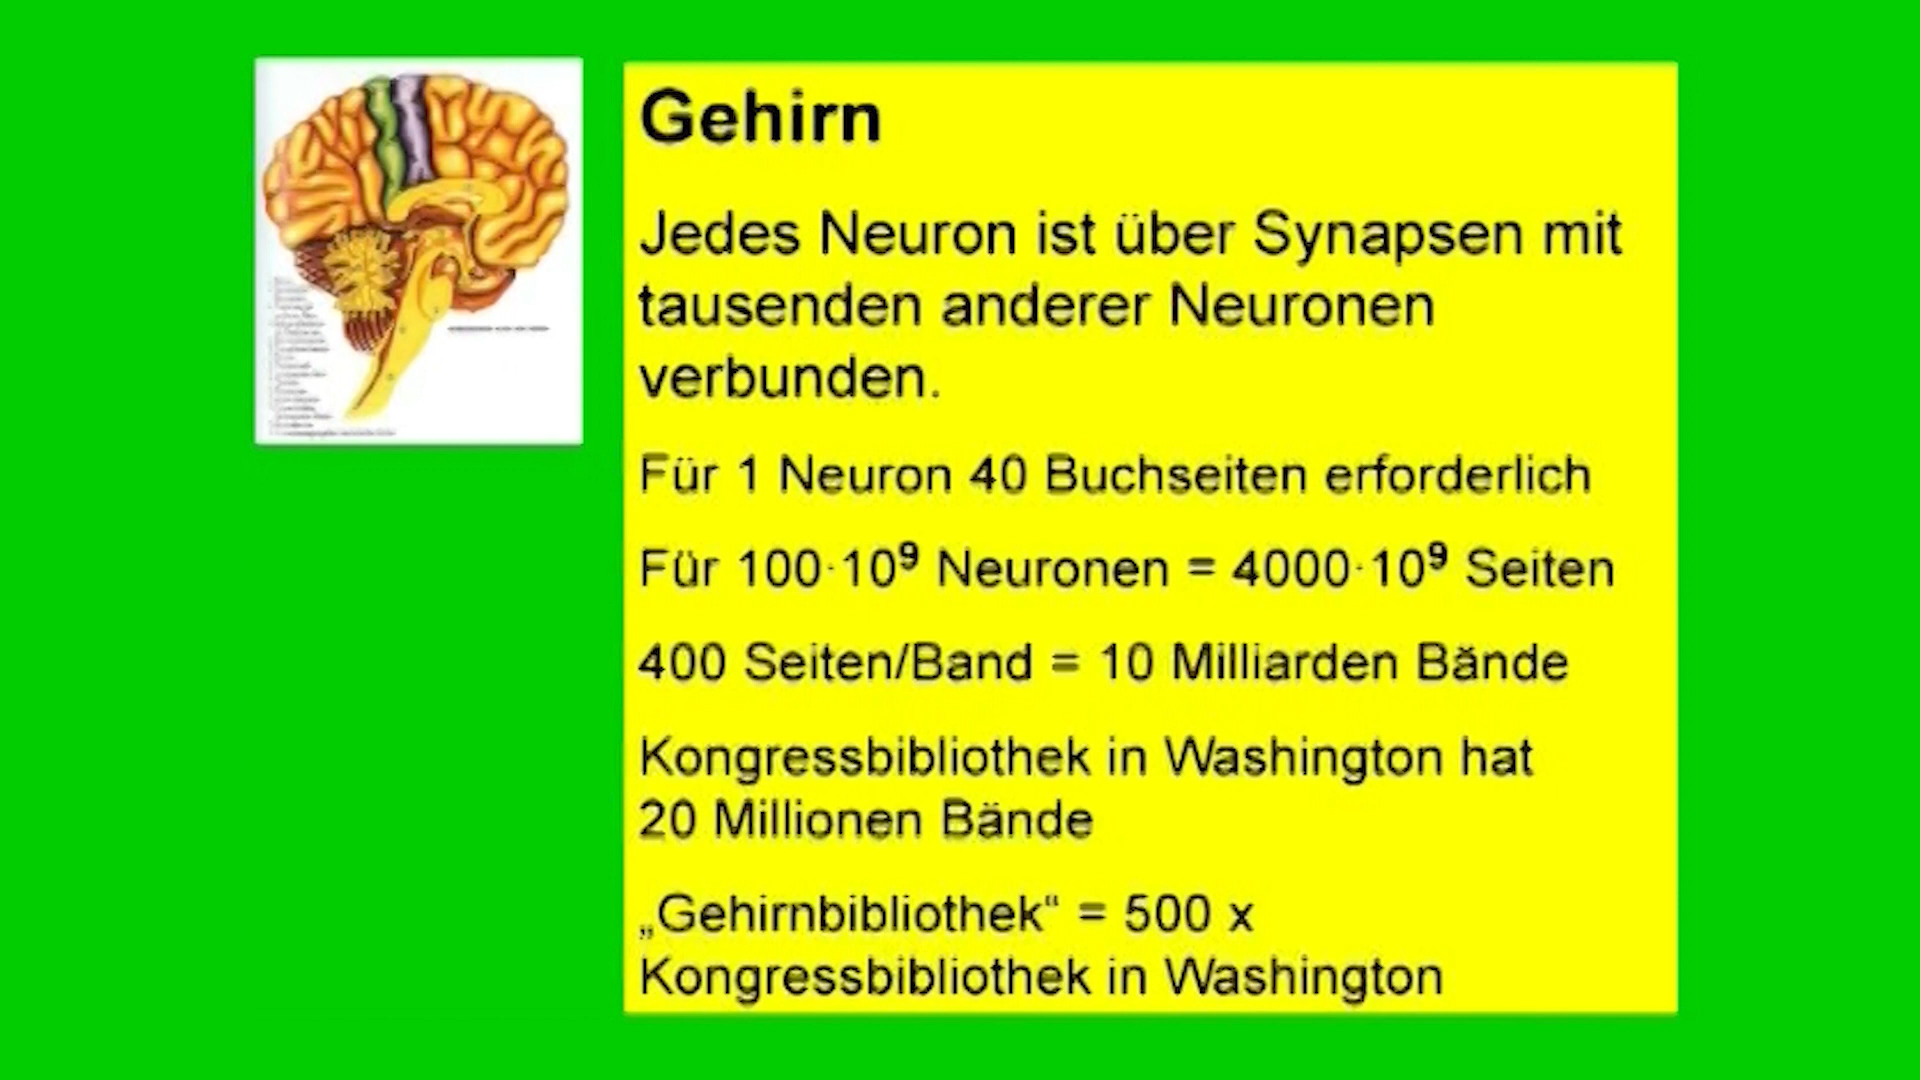 Gehirn
Jedes Neuron ist über Synapsen mit
tausenden anderer Neuronen
verbunden.
Für 1 Neuron 40 Buchseiten erforderlich
Für 100·10⁹ Neuronen = 4000·10⁹ Seiten
400 Seiten/Band = 10 Milliarden Bände
Kongressbibliothek in Washington hat
20 Millionen Bände
„Gehirnbibliothek“ = 500 x
Kongressbibliothek in Washington